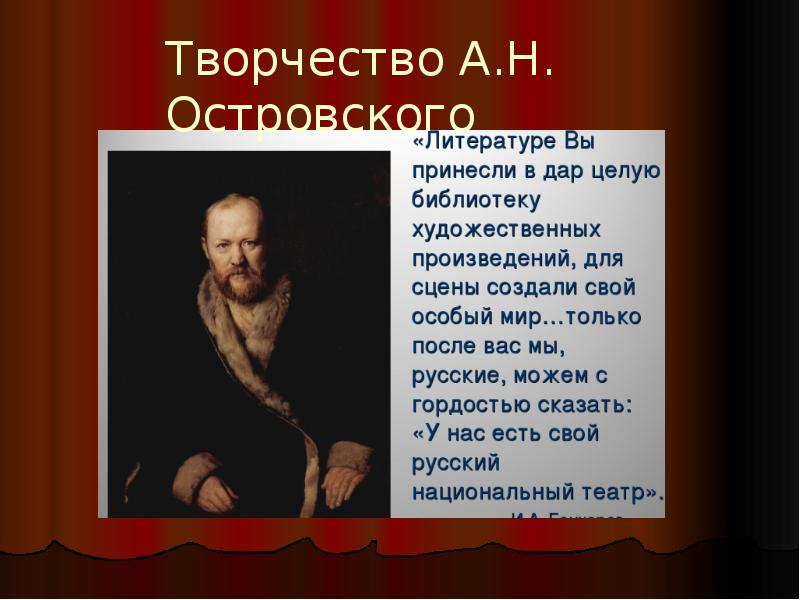 Творчество А.Н.
Островского
«Литературе Вы
принесли в дар целую
библиотеку
художественных
произведений, для
сцены создали свой
особый мир…только
после вас мы,
русские, можем с
гордостью сказать:
«У нас есть свой
русский
национальный театр».
И.А. Гончаров